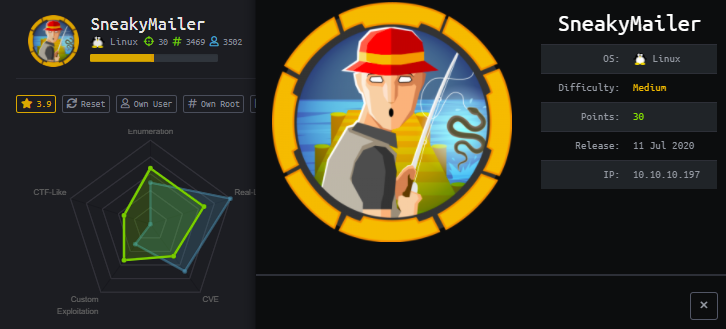 SneakyMailer
Linux 30 # 3469 3502
3.9 Reset Own User # Own Root
Enumeration
CTF-Like
Real-L
Custom
Exploitation
CVE
SneakyMailer
OS: Linux
Difficulty: Medium
Points: 30
Release: 11 Jul 2020
IP: 10.10.10.197
×